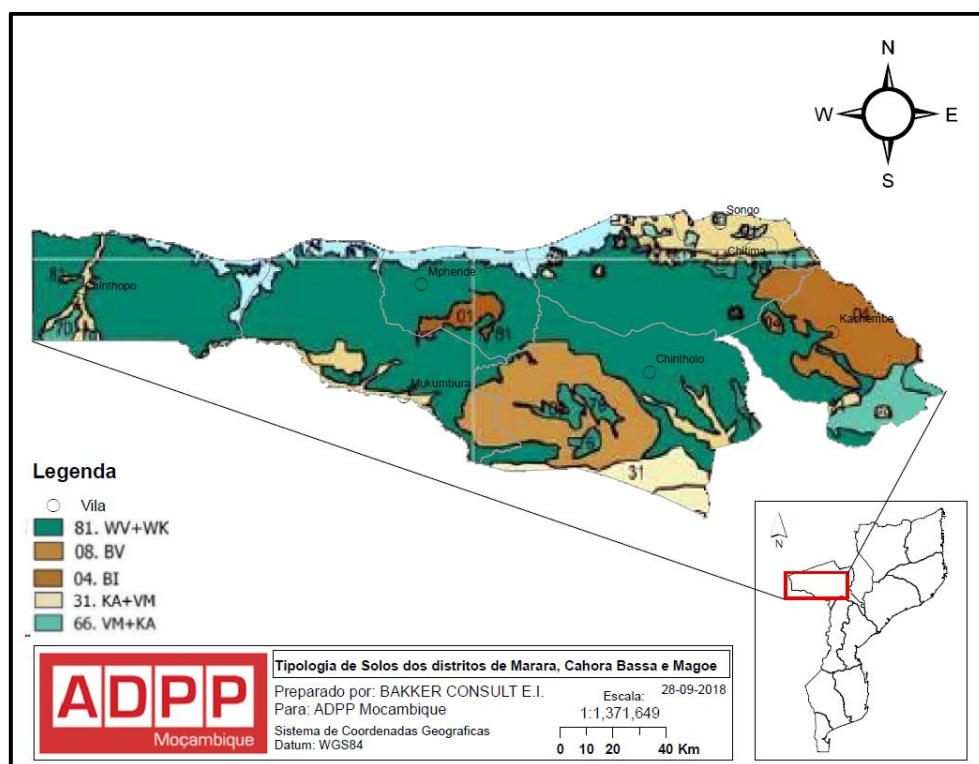 N
W E
S
Songo
Chitima
Mphende
01
81
04
Kachembe
Chintholo
Mukumbura
31
Legenda
Vila
81. WV+WK
08. BV
04. BI
31. KA+VM
66. VM+KA
N
ADPP
Moçambique
Tipologia de Solos dos distritos de Marara, Cahora Bassa e Magoe
Preparado por: BAKKER CONSULT E.I.
Para: ADPP Mocambique
Sistema de Coordenadas Geograficas
Datum: WGS84
Escala: 28-09-2018
1:1,371,649
0 10 20 40 Km